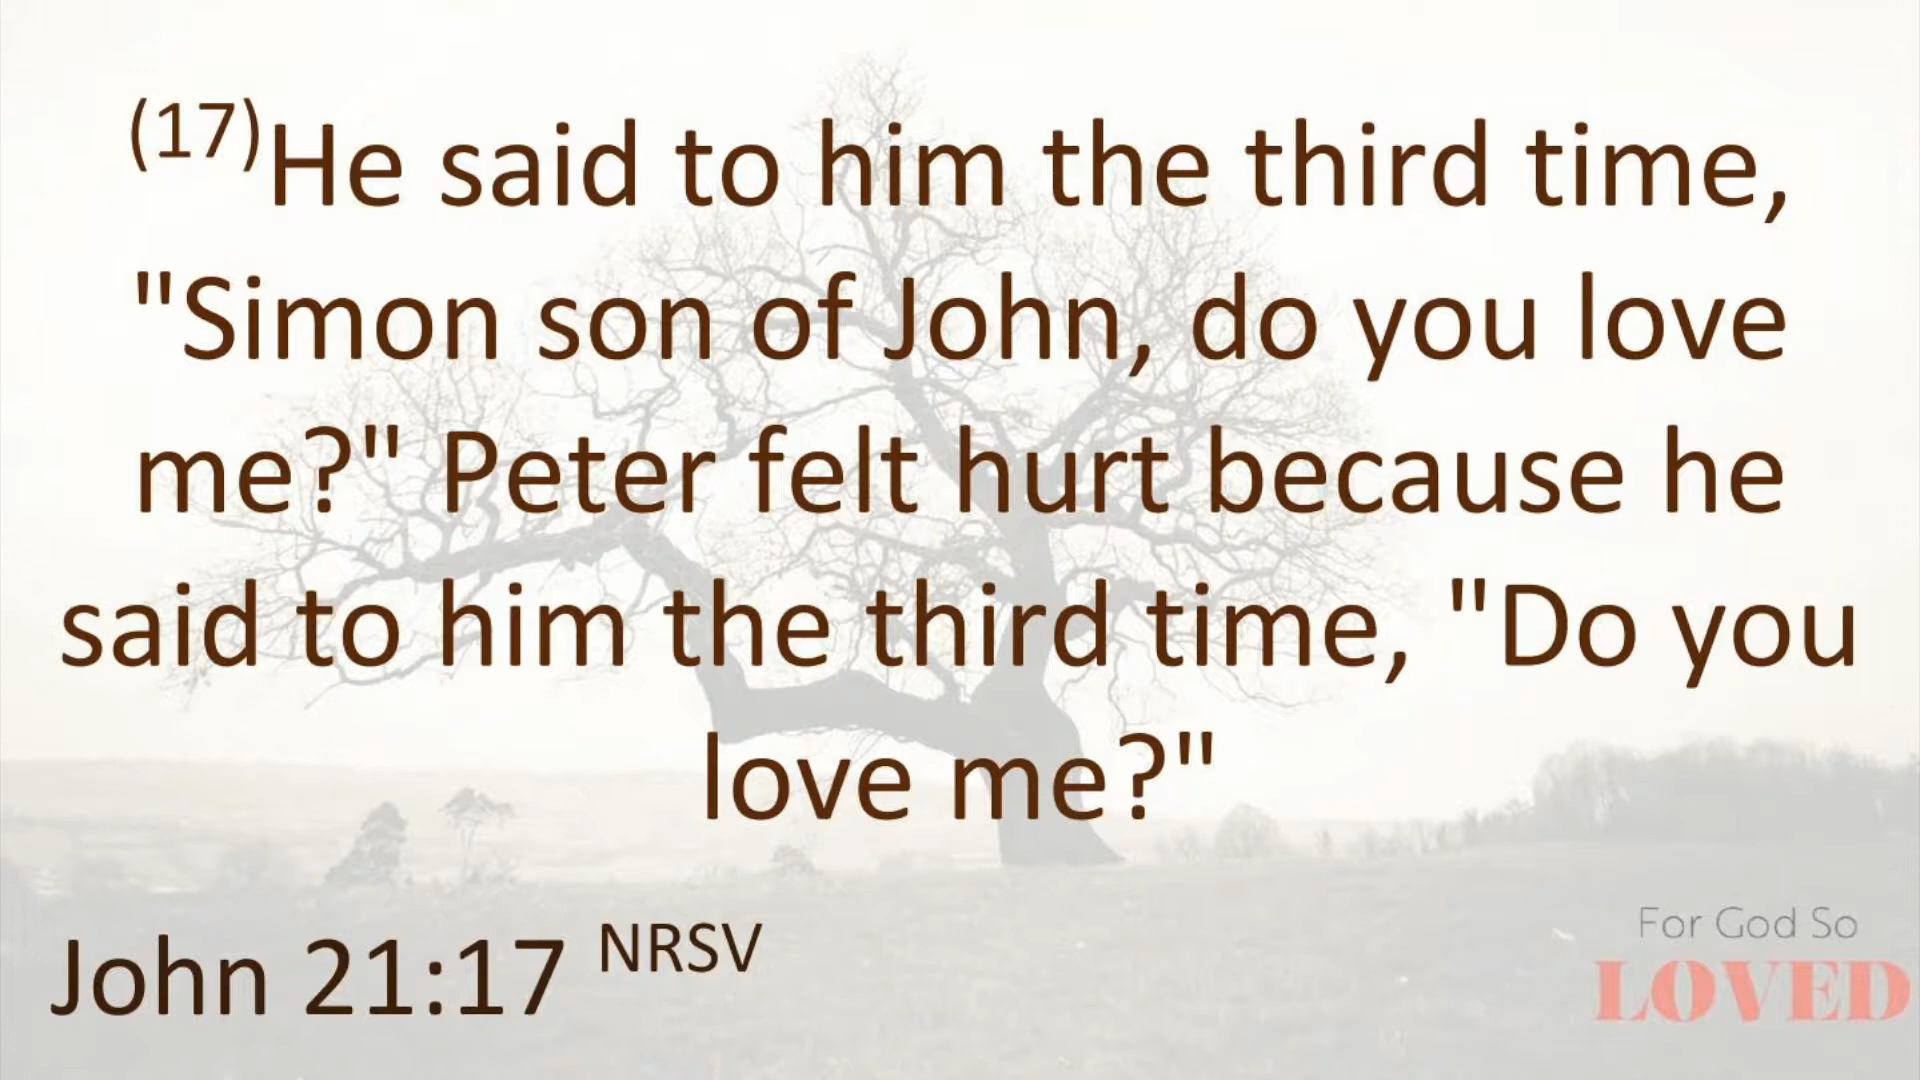 (17)He said to him the third time,
"Simon son of John, do you love
me?" Peter felt hurt because he
said to him the third time, "Do you
love me?"
John 21:17 NRSV
For God So
LOVED